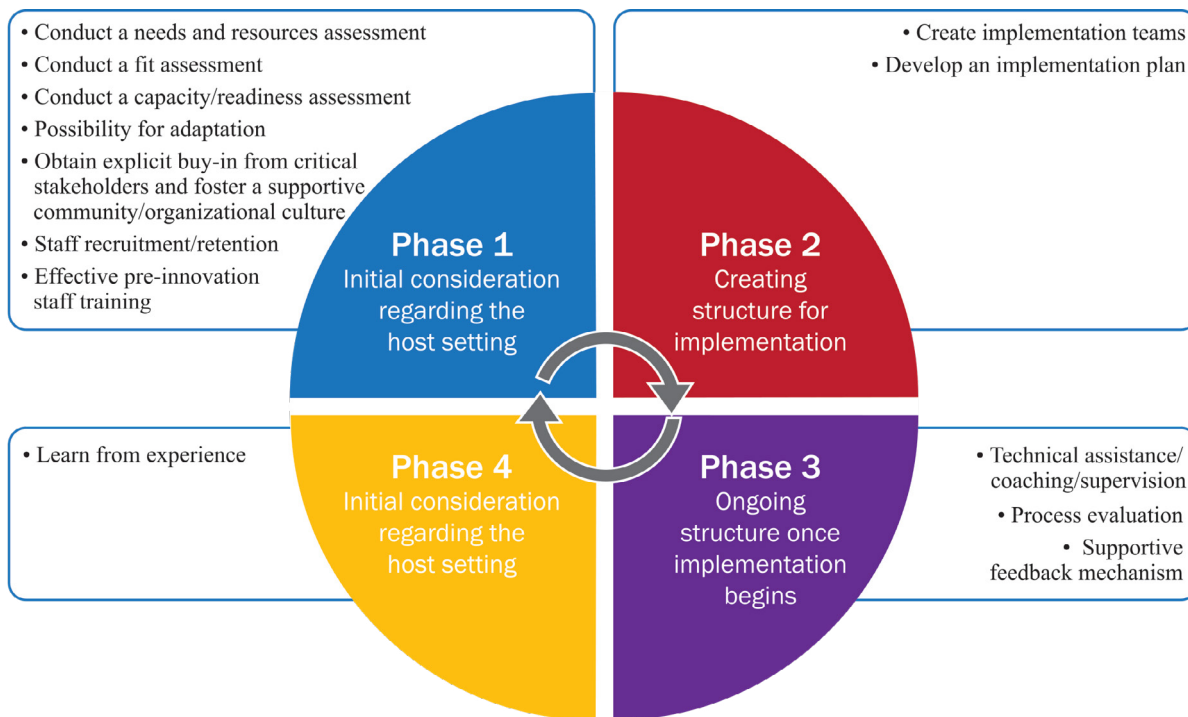 • Conduct a needs and resources assessment
• Conduct a fit assessment
• Conduct a capacity/readiness assessment
• Possibility for adaptation
• Obtain explicit buy-in from critical
stakeholders and foster a supportive
community/organizational culture
• Staff recruitment/retention
• Effective pre-innovation
staff training
Phase 1
Initial consideration
regarding the
host setting
• Create implementation teams
• Develop an implementation plan
Phase 2
Creating
structure for
implementation
• Learn from experience
Phase 4
Initial consideration
regarding the
host setting
Phase 3
Ongoing
structure once
implementation
begins
• Technical assistance/
coaching/supervision
• Process evaluation
• Supportive
feedback mechanism